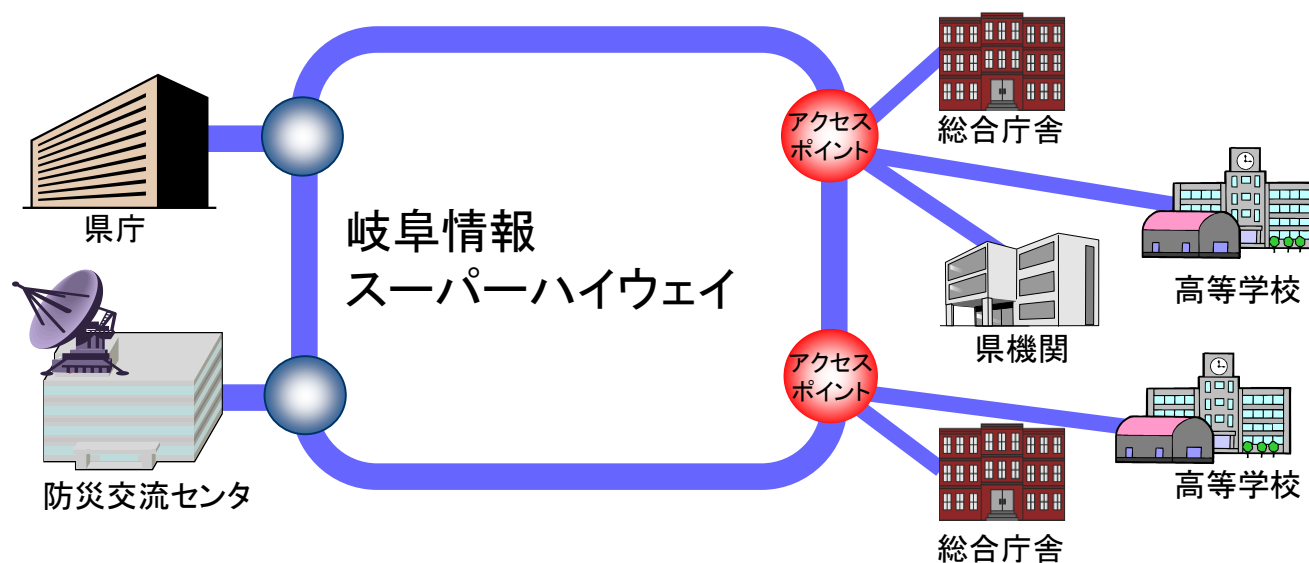 県庁
防災交流センタ
岐阜情報
スーパーハイウェイ
アクセス
ポイント
アクセス
ポイント
総合庁舎
高等学校
県機関
高等学校
総合庁舎